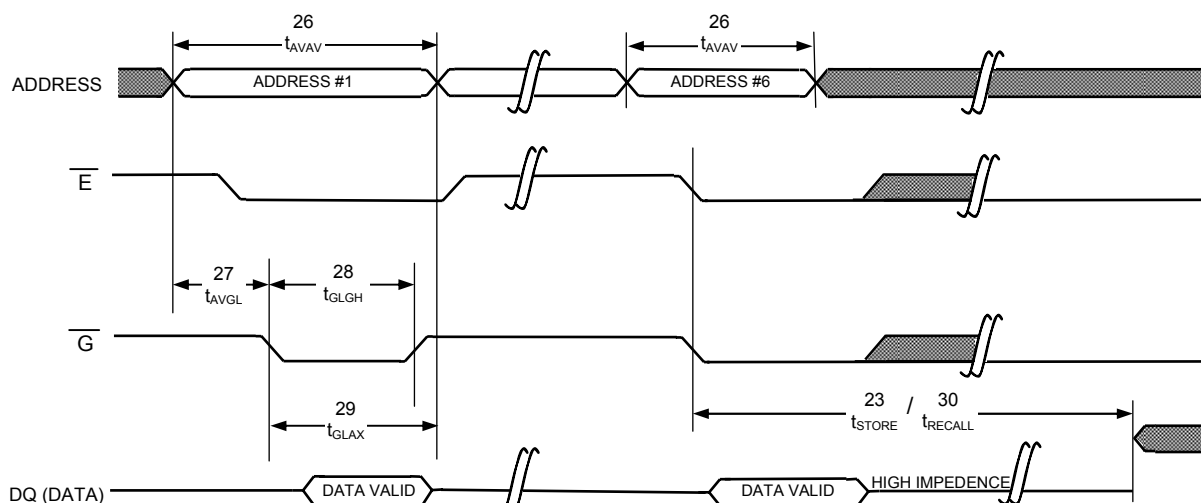 26
tAVAV
26
tAVAV
ADDRESS
ADDRESS #1
ADDRESS #6
E
27
tAVGL
28
tGLGH
G
29
tGLAX
23 / 30
tSTORE tRECALL
DQ (DATA)
DATA VALID
DATA VALID
HIGH IMPEDENCE